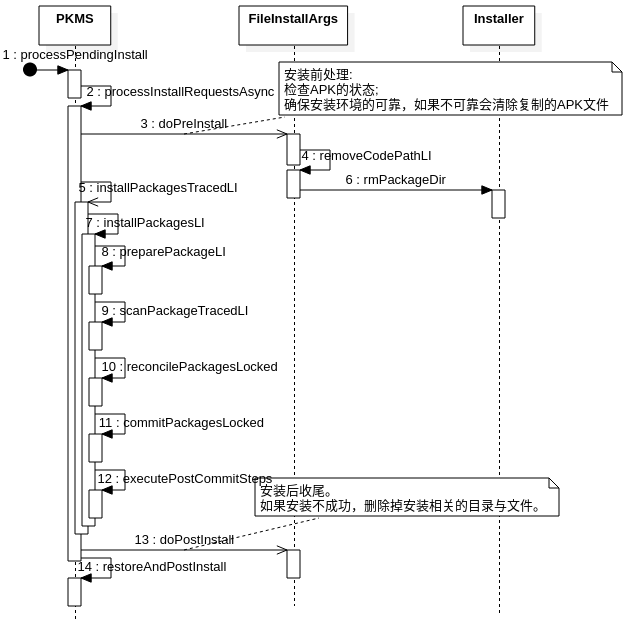 PKMS
FileInstallArgs
Installer
1 : processPendingInstall
安装前处理:
检查APK的状态;
确保安装环境的可靠，如果不可靠会清除复制的APK文件
2 : processInstallRequestsAsync
3 : doPreInstall
4 : removeCodePathLI
6 : rmPackageDir
5 : installPackagesTracedLI
7 : installPackagesLI
8 : preparePackageLI
9 : scanPackageTracedLI
10 : reconcilePackagesLocked
11 : commitPackagesLocked
12 : executePostCommitSteps
安装后收尾。
如果安装不成功，删除掉安装相关的目录与文件。
13 : doPostInstall
14 : restoreAndPostInstall